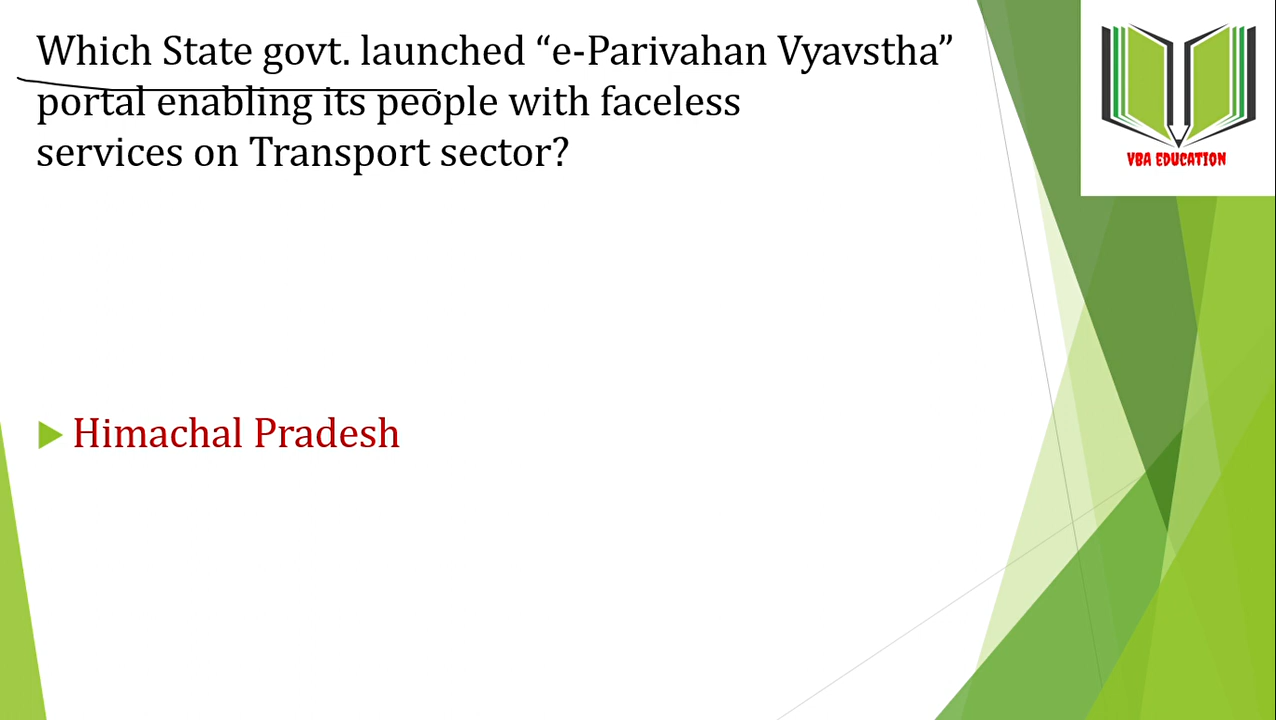 Which State govt. launched “e-Parivahan Vyavstha”
portal enabling its people with faceless
services on Transport sector?
VBA EDUCATION
Himachal Pradesh